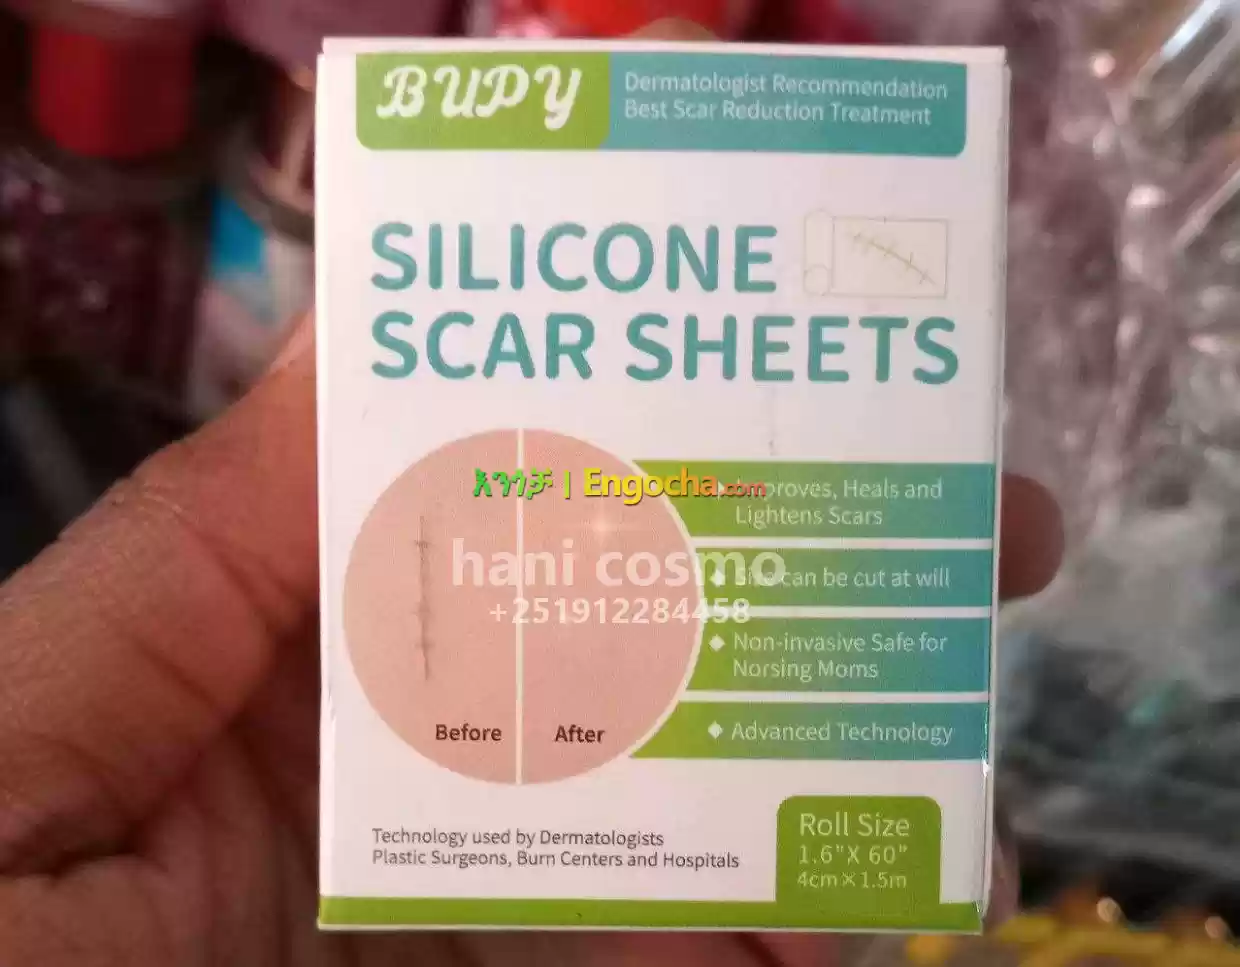 BUPY
Dermatologist Recommendation
Best Scar Reduction Treatment
SILICONE
SCAR SHEETS
እንጎቻ | Engocha.com
proves, Heals and
Lightens Scars
hani cosmo
can be cut at will
+251912284458
Non-invasive Safe for
Norsing Moms
Before
After
Advanced Technology
Technology used by Dermatologists
Plastic Surgeons, Burn Centers and Hospitals
Roll Size
1.6"X 60"
4cm×1.5m